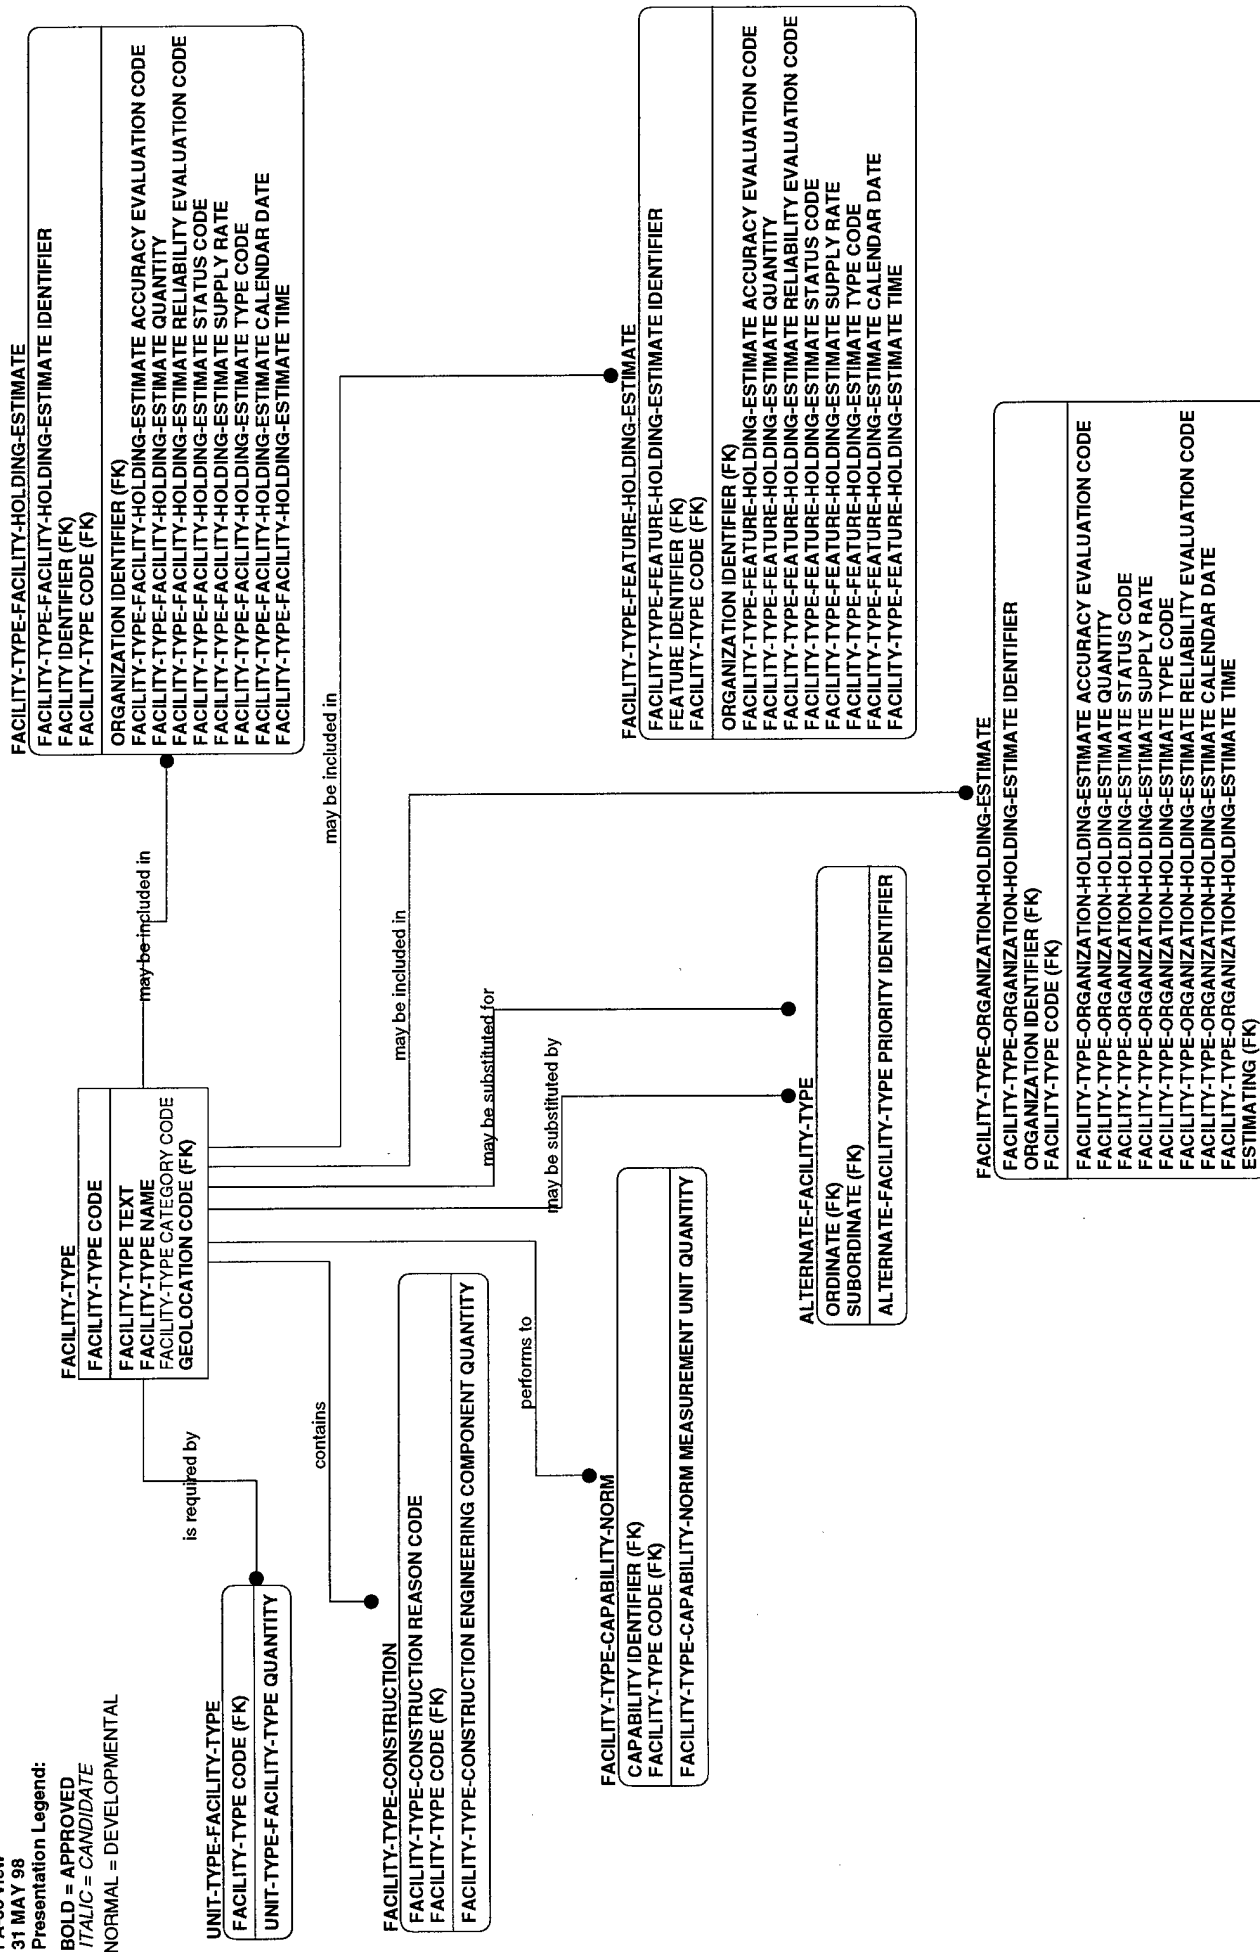 31 MAY 98
Presentation Legend:
BOLD = APPROVED
ITALIC = CANDIDATE
NORMAL = DEVELOPMENTAL
FACILITY-TYPE
FACILITY-TYPE CODE
FACILITY-TYPE TEXT
FACILITY-TYPE NAME
FACILITY-TYPE CATEGORY CODE
GEOLOCATION CODE (FK)
is required by
contains
performs to
may be substituted by
may be substituted for
may be included in
may be included in
may be included in
UNIT-TYPE-FACILITY-TYPE
FACILITY-TYPE CODE (FK)
UNIT-TYPE-FACILITY-TYPE QUANTITY
FACILITY-TYPE-CONSTRUCTION
FACILITY-TYPE-CONSTRUCTION REASON CODE
FACILITY-TYPE CODE (FK)
FACILITY-TYPE-CONSTRUCTION ENGINEERING COMPONENT QUANTITY
FACILITY-TYPE-CAPABILITY-NORM
CAPABILITY IDENTIFIER (FK)
FACILITY-TYPE CODE (FK)
FACILITY-TYPE-CAPABILITY-NORM MEASUREMENT UNIT QUANTITY
ALTERNATE-FACILITY-TYPE
ORDINATE (FK)
SUBORDINATE (FK)
ALTERNATE-FACILITY-TYPE PRIORITY IDENTIFIER
FACILITY-TYPE-FACILITY-HOLDING-ESTIMATE
FACILITY-TYPE-FACILITY-HOLDING-ESTIMATE IDENTIFIER
FACILITY IDENTIFIER (FK)
FACILITY-TYPE CODE (FK)
ORGANIZATION IDENTIFIER (FK)
FACILITY-TYPE-FACILITY-HOLDING-ESTIMATE ACCURACY EVALUATION CODE
FACILITY-TYPE-FACILITY-HOLDING-ESTIMATE QUANTITY
FACILITY-TYPE-FACILITY-HOLDING-ESTIMATE RELIABILITY EVALUATION CODE
FACILITY-TYPE-FACILITY-HOLDING-ESTIMATE STATUS CODE
FACILITY-TYPE-FACILITY-HOLDING-ESTIMATE SUPPLY RATE
FACILITY-TYPE-FACILITY-HOLDING-ESTIMATE TYPE CODE
FACILITY-TYPE-FACILITY-HOLDING-ESTIMATE CALENDAR DATE
FACILITY-TYPE-FACILITY-HOLDING-ESTIMATE TIME
FACILITY-TYPE-FEATURE-HOLDING-ESTIMATE
FACILITY-TYPE-FEATURE-HOLDING-ESTIMATE IDENTIFIER
FEATURE IDENTIFIER (FK)
FACILITY-TYPE CODE (FK)
ORGANIZATION IDENTIFIER (FK)
FACILITY-TYPE-FEATURE-HOLDING-ESTIMATE ACCURACY EVALUATION CODE
FACILITY-TYPE-FEATURE-HOLDING-ESTIMATE QUANTITY
FACILITY-TYPE-FEATURE-HOLDING-ESTIMATE RELIABILITY EVALUATION CODE
FACILITY-TYPE-FEATURE-HOLDING-ESTIMATE STATUS CODE
FACILITY-TYPE-FEATURE-HOLDING-ESTIMATE SUPPLY RATE
FACILITY-TYPE-FEATURE-HOLDING-ESTIMATE TYPE CODE
FACILITY-TYPE-FEATURE-HOLDING-ESTIMATE CALENDAR DATE
FACILITY-TYPE-FEATURE-HOLDING-ESTIMATE TIME
FACILITY-TYPE-ORGANIZATION-HOLDING-ESTIMATE
FACILITY-TYPE-ORGANIZATION-HOLDING-ESTIMATE IDENTIFIER
ORGANIZATION IDENTIFIER (FK)
FACILITY-TYPE CODE (FK)
FACILITY-TYPE-ORGANIZATION-HOLDING-ESTIMATE ACCURACY EVALUATION CODE
FACILITY-TYPE-ORGANIZATION-HOLDING-ESTIMATE QUANTITY
FACILITY-TYPE-ORGANIZATION-HOLDING-ESTIMATE STATUS CODE
FACILITY-TYPE-ORGANIZATION-HOLDING-ESTIMATE SUPPLY RATE
FACILITY-TYPE-ORGANIZATION-HOLDING-ESTIMATE TYPE CODE
FACILITY-TYPE-ORGANIZATION-HOLDING-ESTIMATE RELIABILITY EVALUATION CODE
FACILITY-TYPE-ORGANIZATION-HOLDING-ESTIMATE CALENDAR DATE
FACILITY-TYPE-ORGANIZATION-HOLDING-ESTIMATE TIME
ESTIMATING (FK)